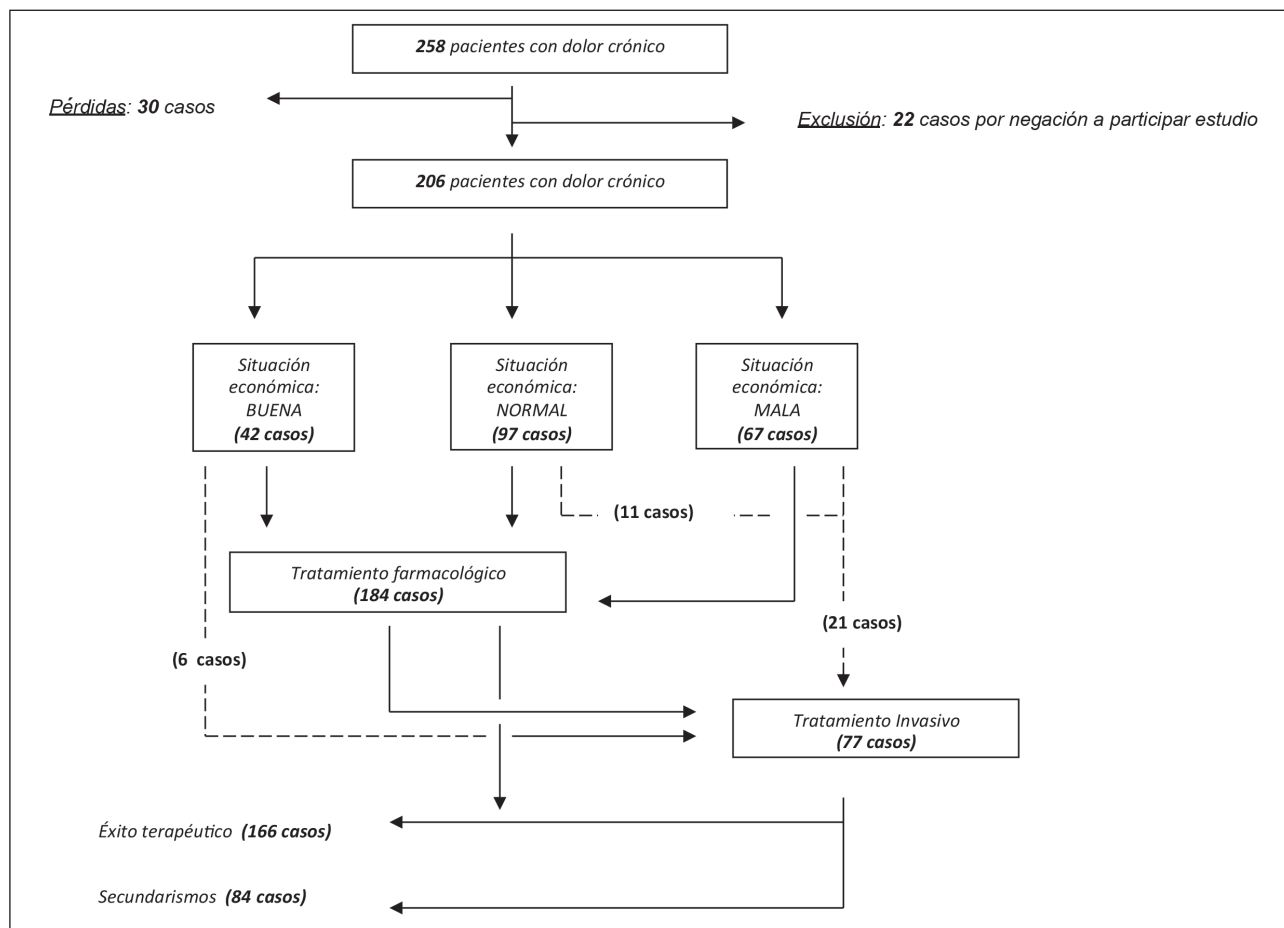 258 pacientes con dolor crónico
Pérdidas: 30 casos
Exclusión: 22 casos por negación a participar estudio
206 pacientes con dolor crónico
Situación
económica:
BUENA
(42 casos)
Situación
económica:
NORMAL
(97 casos)
Situación
económica:
MALA
(67 casos)
(11 casos)
Tratamiento farmacológico
(184 casos)
(21 casos)
(6 casos)
Tratamiento Invasivo
(77 casos)
Éxito terapéutico (166 casos)
Secundarismos (84 casos)